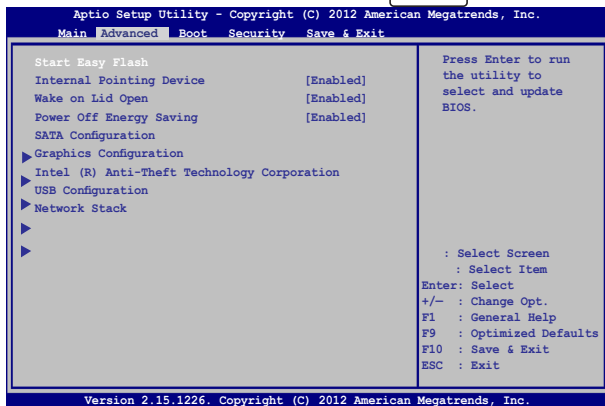 Aptio Setup Utility - Copyright (C) 2012 American Megatrends, Inc.
Main Advanced Boot Security Save & Exit
Start Easy Flash
Internal Pointing Device [Enabled]
Wake on Lid Open [Enabled]
Power Off Energy Saving [Enabled]
SATA Configuration
Graphics Configuration
Intel (R) Anti-Theft Technology Corporation
USB Configuration
Network Stack
Press Enter to run
the utility to
select and update
BIOS.
: Select Screen
: Select Item
Enter: Select
+/— : Change Opt.
F1 : General Help
F9 : Optimized Defaults
F10 : Save & Exit
ESC : Exit
Version 2.15.1226. Copyright (C) 2012 American Megatrends, Inc.